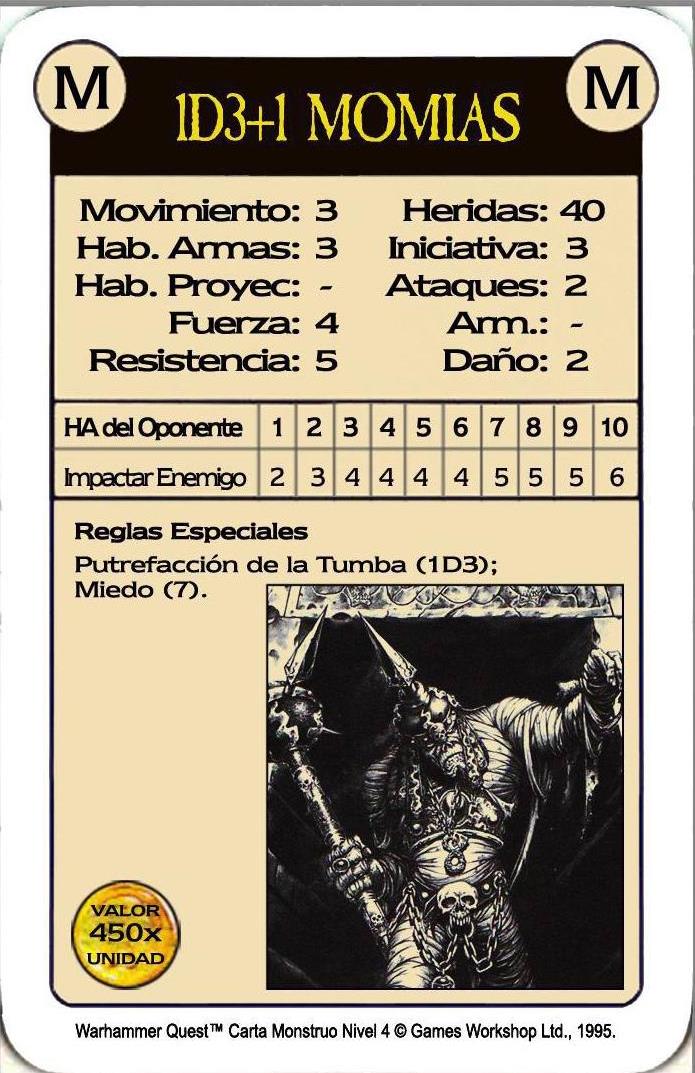 M M
1D3+1 MOMIAS
Movimiento: 3 Heridas: 40
Hab. Armas: 3 Iniciativa: 3
Hab. Proyec: - Ataques: 2
Fuerza: 4 Arm.: -
Resistencia: 5 Daño: 2
HA del Oponente 1 2 3 4 5 6 7 8 9 10
Impactar Enemigo 2 3 4 4 4 4 5 5 5 6
Reglas Especiales
Putrefacción de la Tumba (1D3);
Miedo (7).
VALOR
450x
UNIDAD
Warhammer Quest™ Carta Monstruo Nivel 4 © Games Workshop Ltd., 1995.